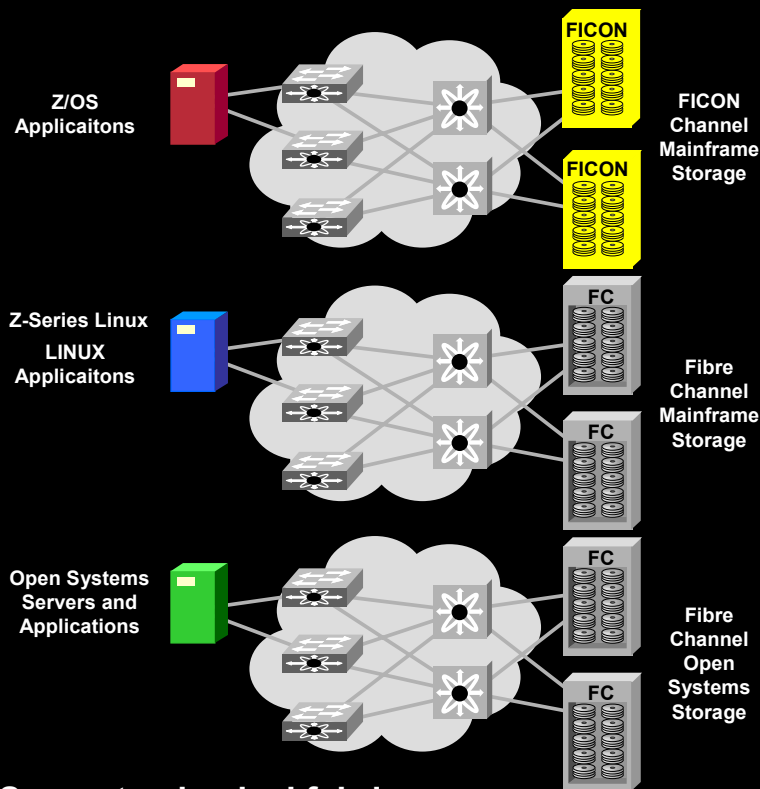 Z/OS
Applicaitons
FICON
FICON
FICON
Channel
Mainframe
Storage
Z-Series Linux
LINUX
Applicaitons
FC
FC
Fibre
Channel
Mainframe
Storage
Open Systems
Servers and
Applications
FC
FC
Fibre
Channel
Open
Systems
Storage